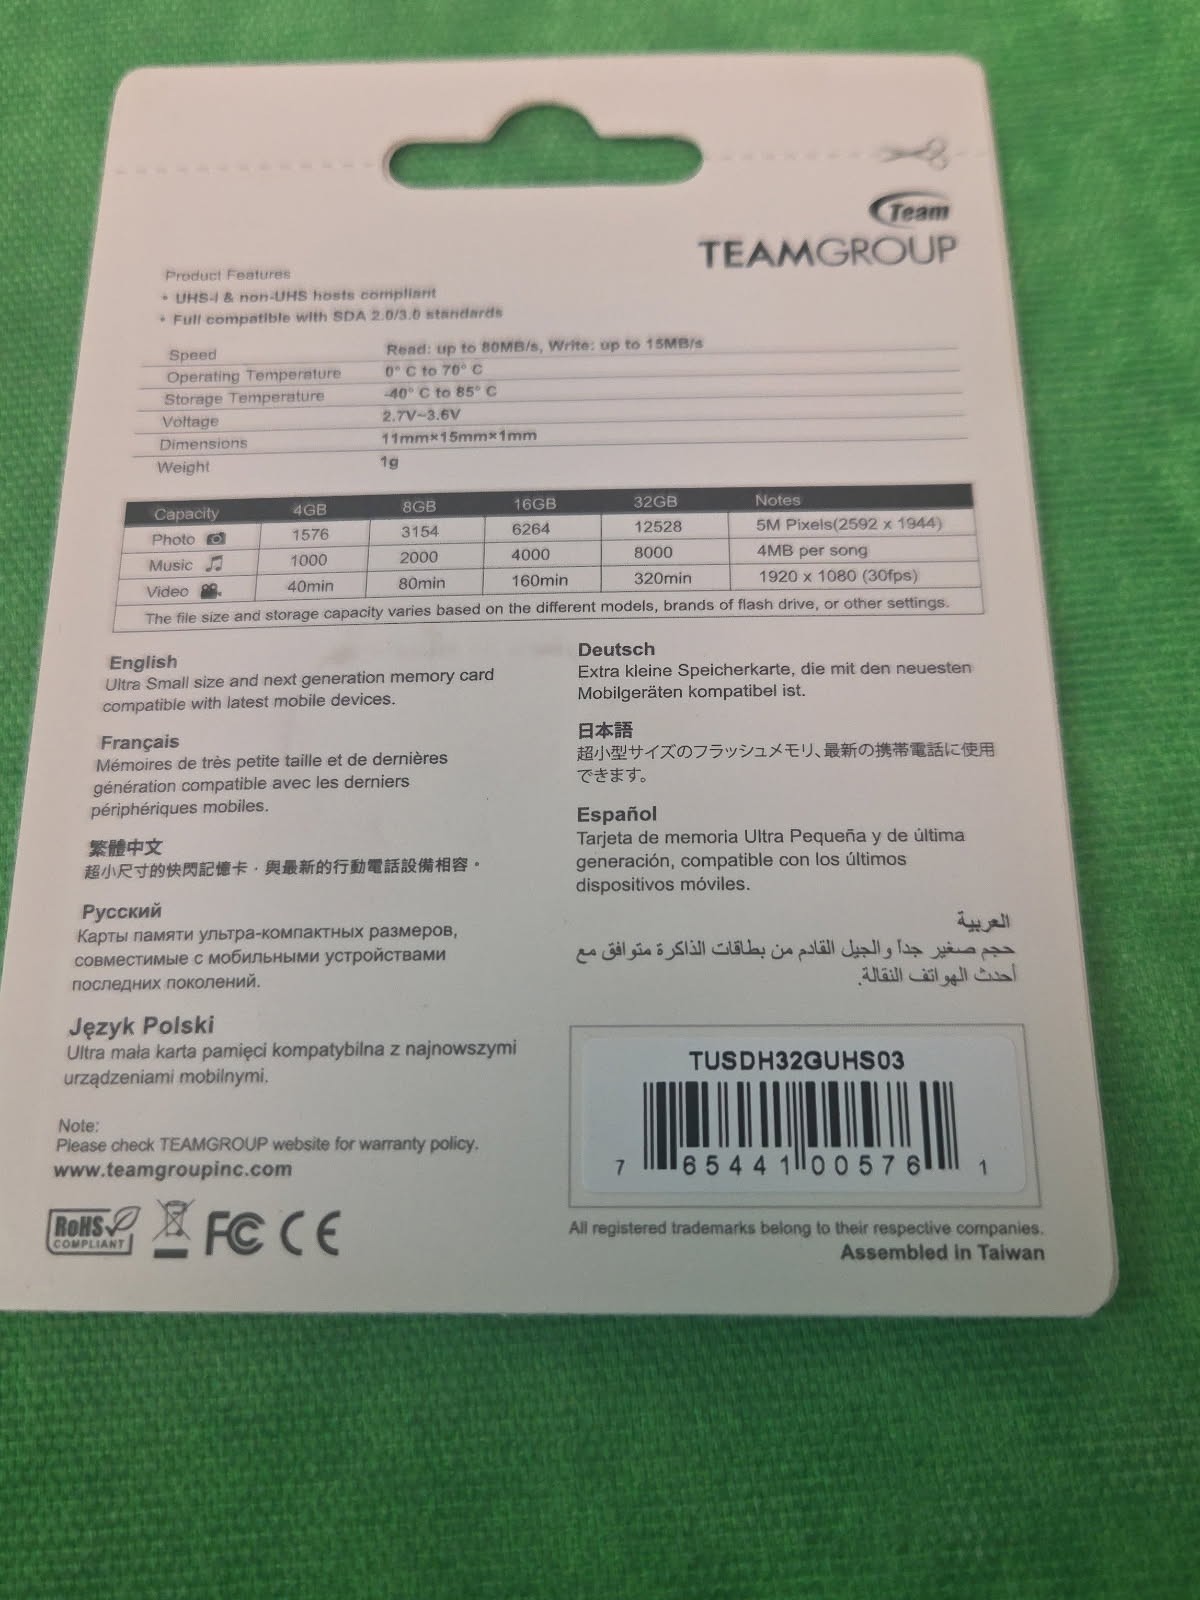 Team
TEAMGROUP
Product Features
• UHS-I & non-UHS hosts compliant
• Full compatible with SDA 2.0/3.0 standards
Speed Read: up to 80MB/s, Write: up to 15MB/s
Operating Temperature 0° C to 70° C
Storage Temperature -40° C to 85° C
Voltage 2.7V~3.6V
Dimensions 11mm×15mm×1mm
Weight 1g
Capacity 4GB 8GB 16GB 32GB Notes
Photo 1576 3154 6264 12528 5M Pixels(2592 x 1944)
Music 1000 2000 4000 8000 4MB per song
Video 40min 80min 160min 320min 1920 x 1080 (30fps)
The file size and storage capacity varies based on the different models, brands of flash drive, or other settings.
English
Ultra Small size and next generation memory card
compatible with latest mobile devices.
Français
Mémoires de très petite taille et de dernières
génération compatible avec les derniers
périphériques mobiles.
繁體中文
超小尺寸的快閃記憶卡，與最新的行動電話設備相容。
Русский
Карты памяти ультра-компактных размеров,
совместимые с мобильными устройствами
последних поколений.
Język Polski
Ultra mała karta pamięci kompatybilna z najnowszymi
urządzeniami mobilnymi.
Note:
Please check TEAMGROUP website for warranty policy.
www.teamgroupinc.com
RoHS
COMPLIANT
FC CE
Deutsch
Extra kleine Speicherkarte, die mit den neuesten
Mobilgeräten kompatibel ist.
日本語
超小型サイズのフラッシュメモリ、最新の携帯電話に使用
できます。
Español
Tarjeta de memoria Ultra Pequeña y de última
generación, compatible con los últimos
dispositivos móviles.
العربية
حجم صغير جداً والجيل القادم من بطاقات الذاكرة متوافق مع
أحدث الهواتف النقالة.
TUSDH32GUHS03
7 65441 00576 1
All registered trademarks belong to their respective companies.
Assembled in Taiwan